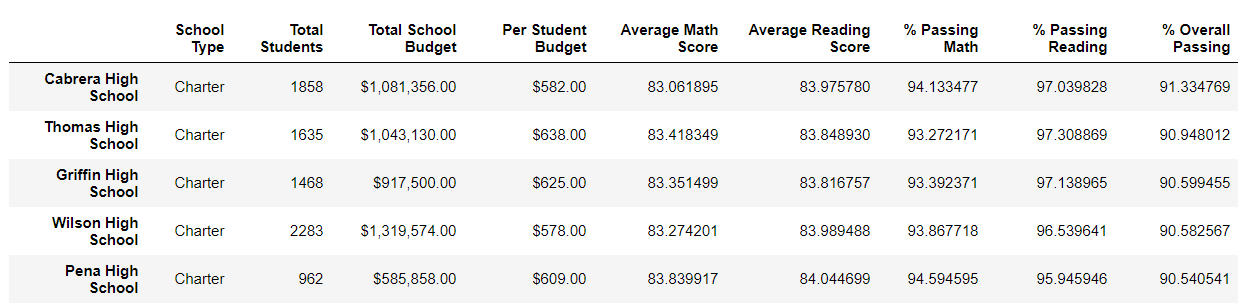 School Type Total Students Total School Budget Per Student Budget Average Math Score Average Reading Score % Passing Math % Passing Reading % Overall Passing
Cabrera High School Charter 1858 $1,081,356.00 $582.00 83.061895 83.975780 94.133477 97.039828 91.334769
Thomas High School Charter 1635 $1,043,130.00 $638.00 83.418349 83.848930 93.272171 97.308869 90.948012
Griffin High School Charter 1468 $917,500.00 $625.00 83.351499 83.816757 93.392371 97.138965 90.599455
Wilson High School Charter 2283 $1,319,574.00 $578.00 83.274201 83.989488 93.867718 96.539641 90.582567
Pena High School Charter 962 $585,858.00 $609.00 83.839917 84.044699 94.594595 95.945946 90.540541